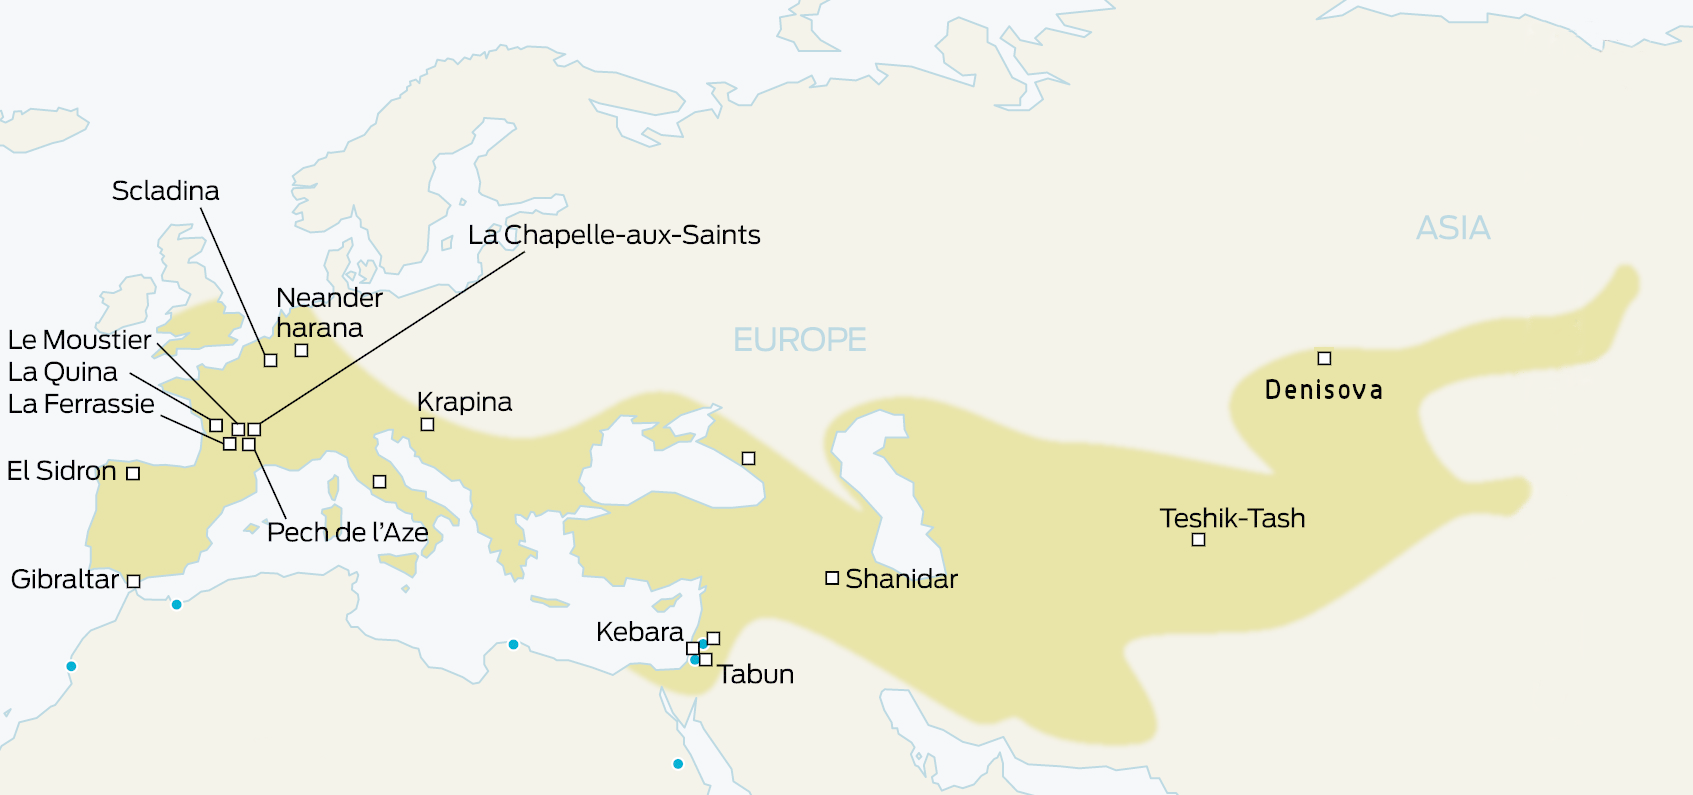 Scladina
La Chapelle-aux-Saints
ASIA
Neander
harana
Le Moustier
EUROPE
La Quina
La Ferrassie
Krapina
Denisova
El Sidron
Teshik-Tash
Pech de l'Aze
Gibraltar
Shanidar
Kebara
Tabun